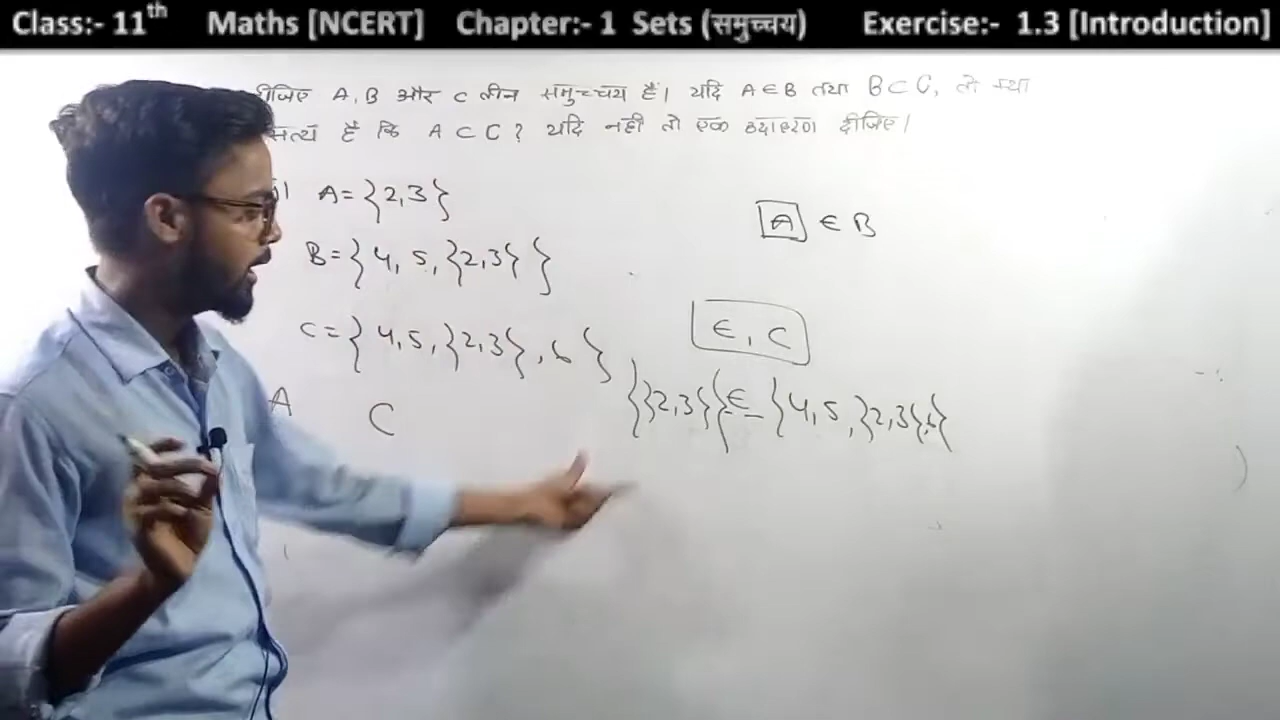 Class:- 11th Maths [NCERT] Chapter:- 1 Sets (समुच्चय) Exercise:- 1.3 [Introduction]
A, B और C तीन समुच्चय हैं। यदि A∈B तथा B⊂C, तो क्या
सत्य है कि A⊂C? यदि नहीं तो एक उदाहरण दीजिए।
A={2,3}
A ∈ B
B={4, 5, {2,3} }
∈, C
C={4,5, {2,3}, 6 }
{{2,3}} ∈ {4,5, {2,3},6}
A C